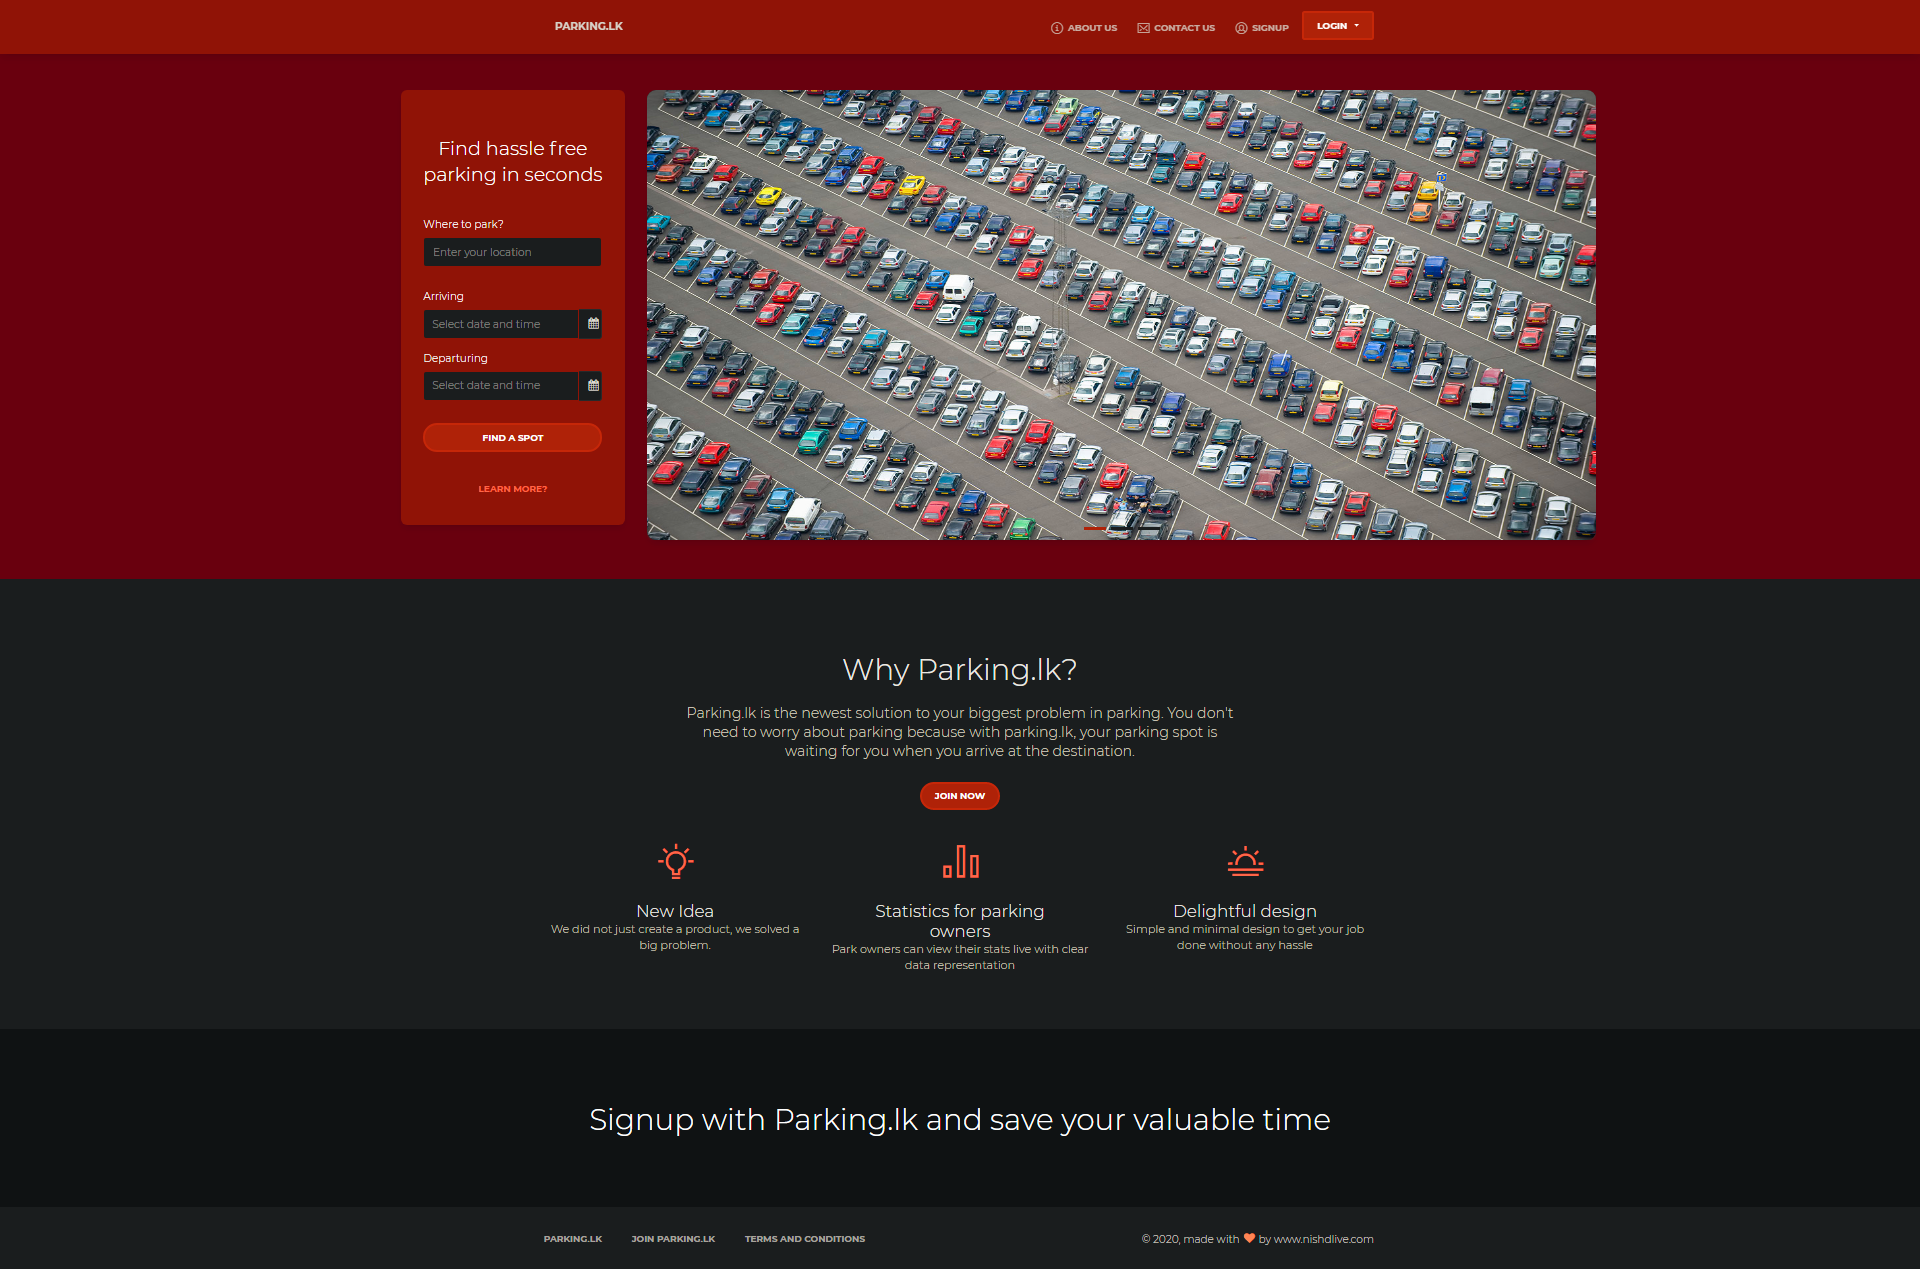 PARKING.LK
ABOUT US
CONTACT US
SIGNUP
LOGIN
Find hassle free
parking in seconds
Where to park?
Enter your location
Arriving
Select date and time
Departuring
Select date and time
FIND A SPOT
LEARN MORE?
Why Parking.lk?
Parking.lk is the newest solution to your biggest problem in parking. You don't
need to worry about parking because with parking.lk, your parking spot is
waiting for you when you arrive at the destination.
JOIN NOW
New Idea
We did not just create a product, we solved a
big problem.
Statistics for parking
owners
Park owners can view their stats live with clear
data representation
Delightful design
Simple and minimal design to get your job
done without any hassle
Signup with Parking.lk and save your valuable time
PARKING.LK
JOIN PARKING.LK
TERMS AND CONDITIONS
© 2020, made with ❤ by www.nishdlive.com